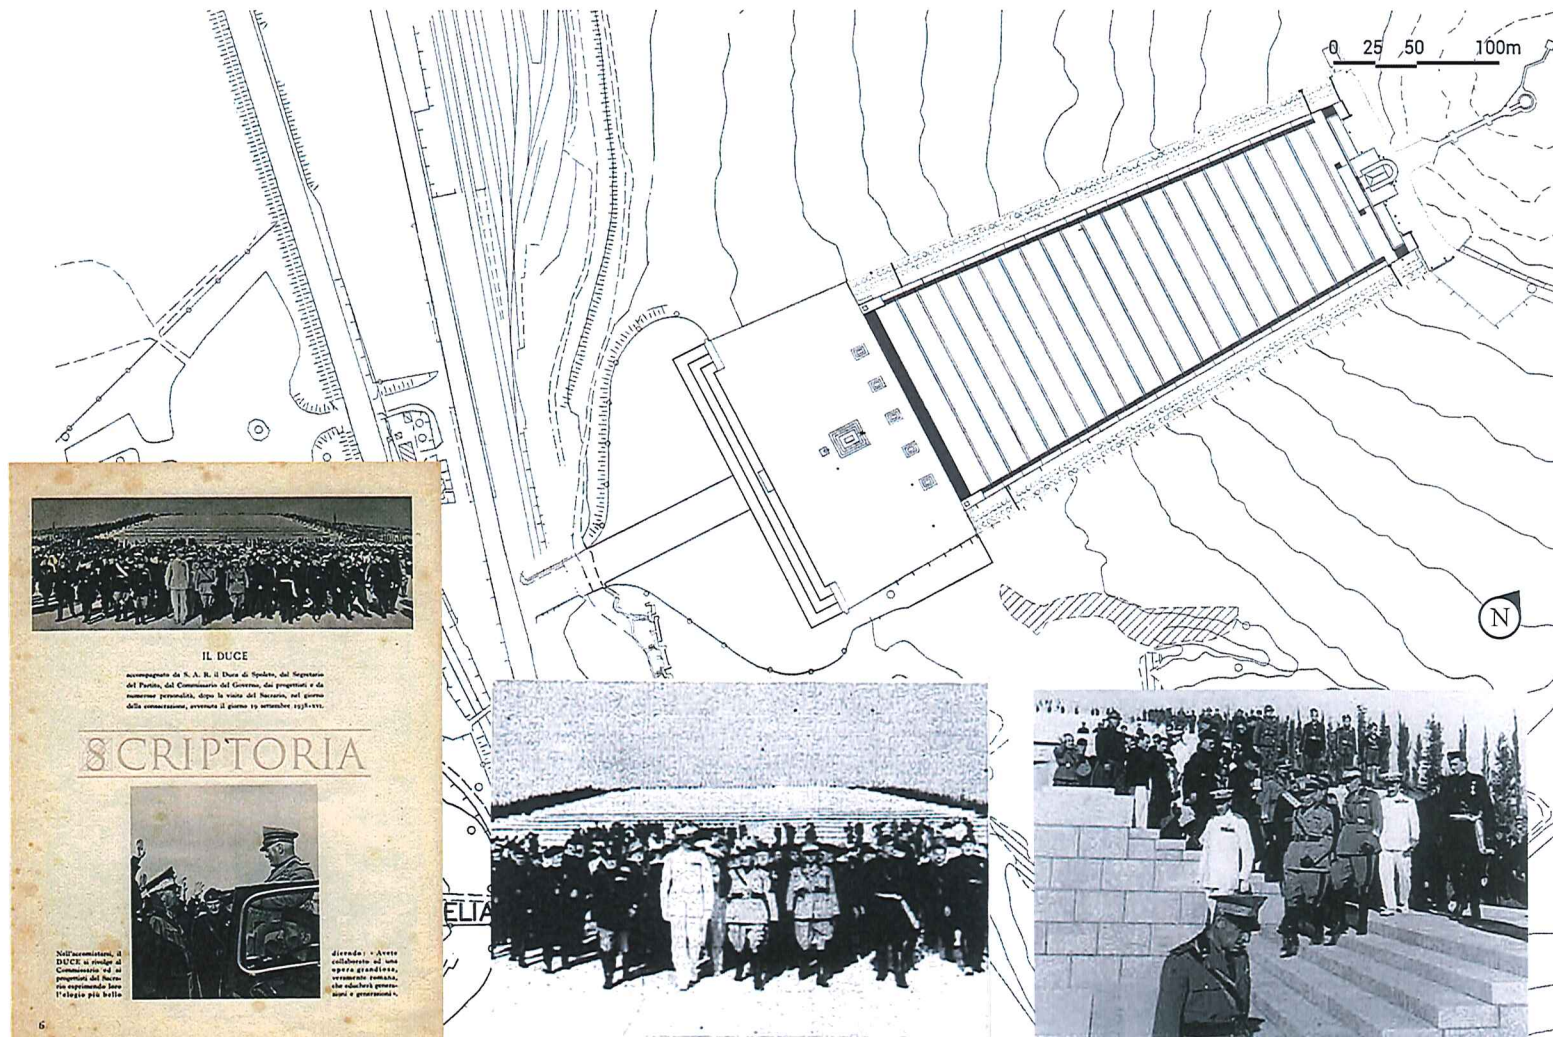 0 25 50 100m
N
IL DUCE
accompagnato da S. A. R. il Duca di Spoleto, dal Segretario
del Partito, dal Commissario del Governo, dai progettisti e da
numerose personalità, dopo la visita del Sacrario, nel giorno
della consacrazione, avvenuta il giorno 19 settembre 1938-XVI.
SCRIPTORIA
Nell'accomiatarsi, il
DUCE si rivolge al
Commissario ed ai
progettisti del Sacra-
rio esprimendo loro
l'elogio più bello
dicendo: « Avete
collaborato ad una
opera grandiosa,
veramente romana,
che educherà genera-
zioni e generazioni ».
6
ELIA